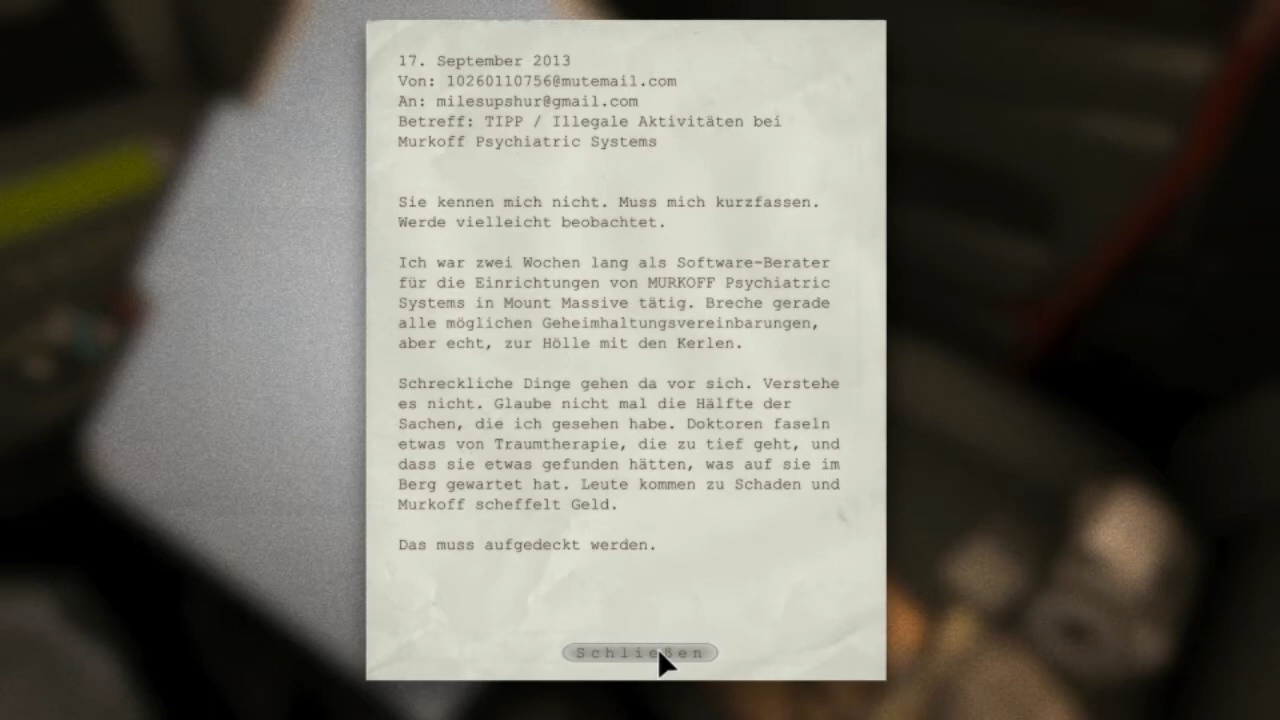 17. September 2013
Von: 10260110756@mutemail.com
An: milesupshur@gmail.com
Betreff: TIPP / Illegale Aktivitäten bei
Murkoff Psychiatric Systems
Sie kennen mich nicht. Muss mich kurzfassen.
Werde vielleicht beobachtet.
Ich war zwei Wochen lang als Software-Berater
für die Einrichtungen von MURKOFF Psychiatric
Systems in Mount Massive tätig. Breche gerade
alle möglichen Geheimhaltungsvereinbarungen,
aber echt, zur Hölle mit den Kerlen.
Schreckliche Dinge gehen da vor sich. Verstehe
es nicht. Glaube nicht mal die Hälfte der
Sachen, die ich gesehen habe. Doktoren faseln
etwas von Traumtherapie, die zu tief geht, und
dass sie etwas gefunden hätten, was auf sie im
Berg gewartet hat. Leute kommen zu Schaden und
Murkoff scheffelt Geld.
Das muss aufgedeckt werden.
Schließen